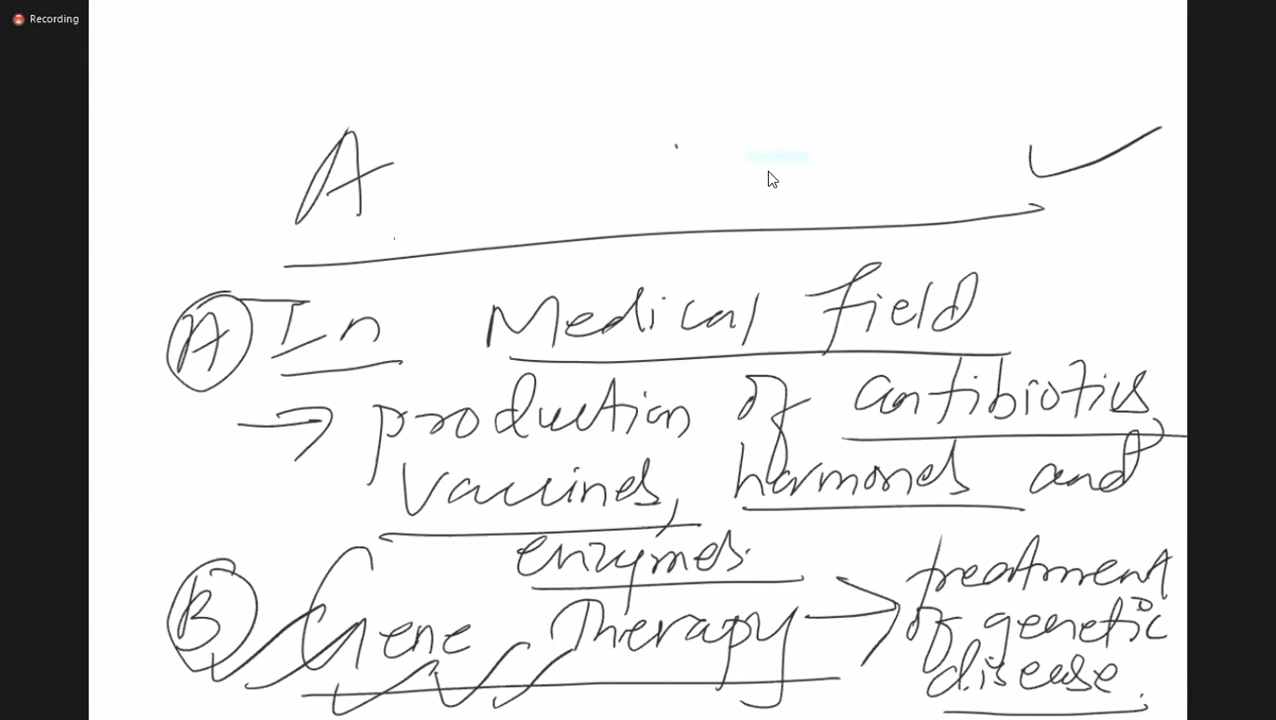 Recording
A
A In Medical field
→ production of antibiotics,
vaccines, hormones and
enzymes.
B Gene Therapy → treatment
of genetic
disease.